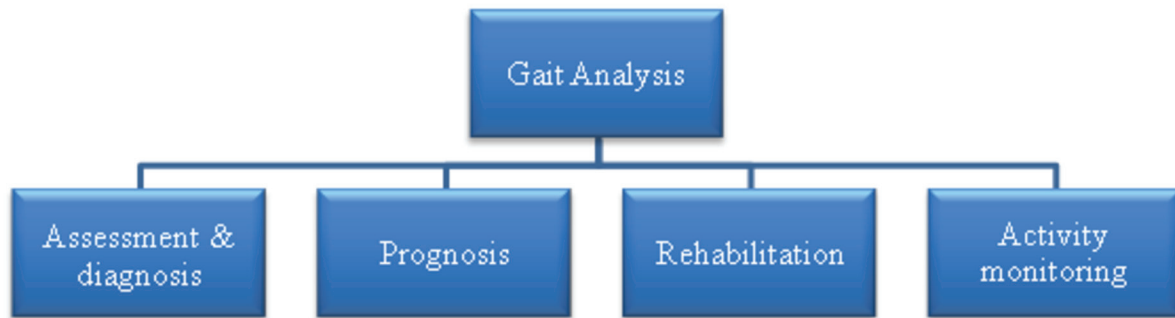 Gait Analysis
Assessment &
diagnosis
Prognosis
Rehabilitation
Activity
monitoring